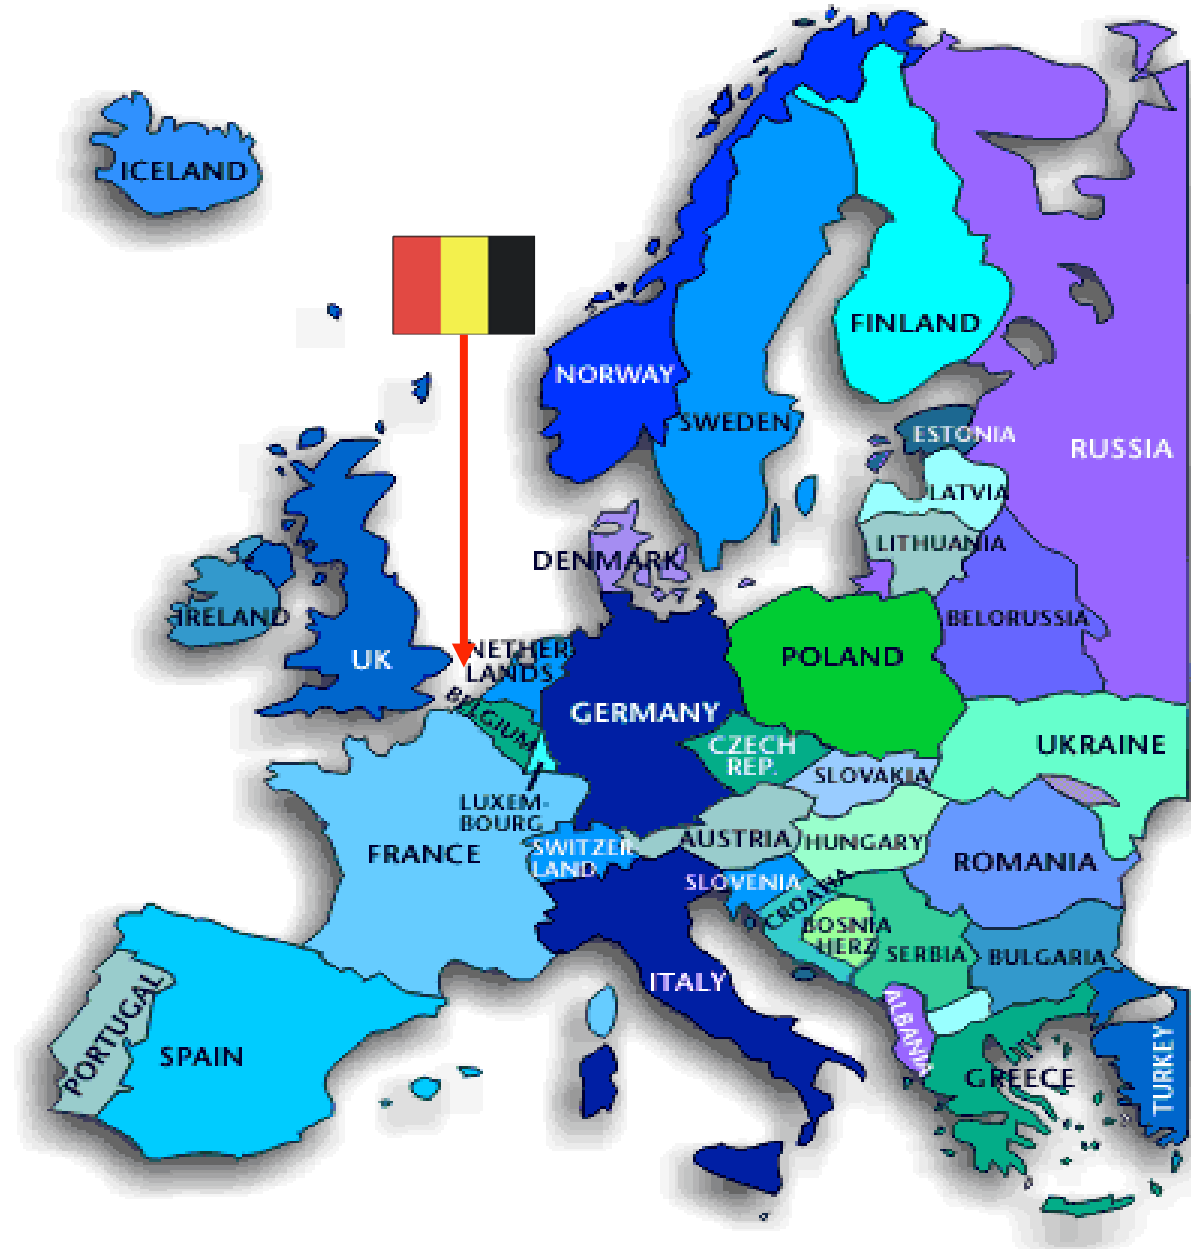 ICELAND
NORWAY
SWEDEN
FINLAND
RUSSIA
ESTONIA
LATVIA
LITHUANIA
DENMARK
IRELAND
UK
NETHER
LANDS
BELGIUM
GERMANY
POLAND
BELORUSSIA
UKRAINE
CZECH
REP.
SLOVAKIA
LUXEM-
BOURG
FRANCE
SWITZER
LAND
AUSTRIA
HUNGARY
ROMANIA
SLOVENIA
CROATIA
BOSNIA
HERZ
SERBIA
BULGARIA
ITALY
ALBANIA
PORTUGAL
SPAIN
GREECE
TURKEY